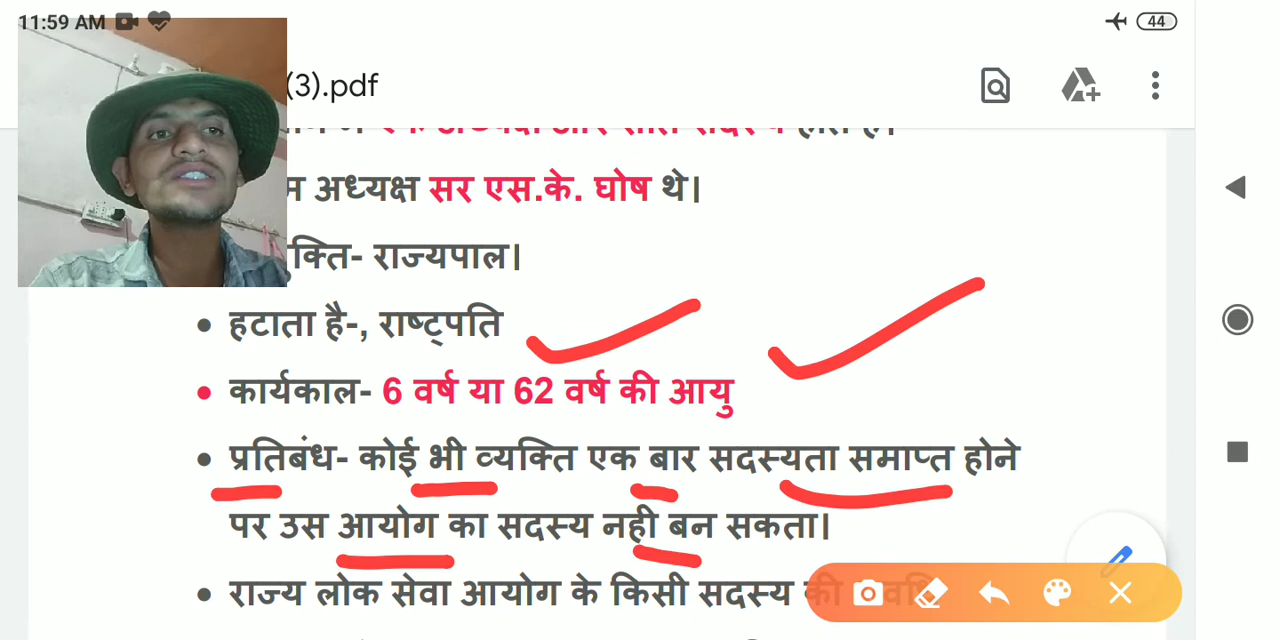 11:59 AM
44
(3).pdf
अध्यक्ष सर एस.के. घोष थे।
क्ति- राज्यपाल।
• हटाता है-, राष्ट्पति
• कार्यकाल- 6 वर्ष या 62 वर्ष की आयु
• प्रतिबंध- कोई भी व्यक्ति एक बार सदस्यता समाप्त होने
पर उस आयोग का सदस्य नही बन सकता।
• राज्य लोक सेवा आयोग के किसी सदस्य की